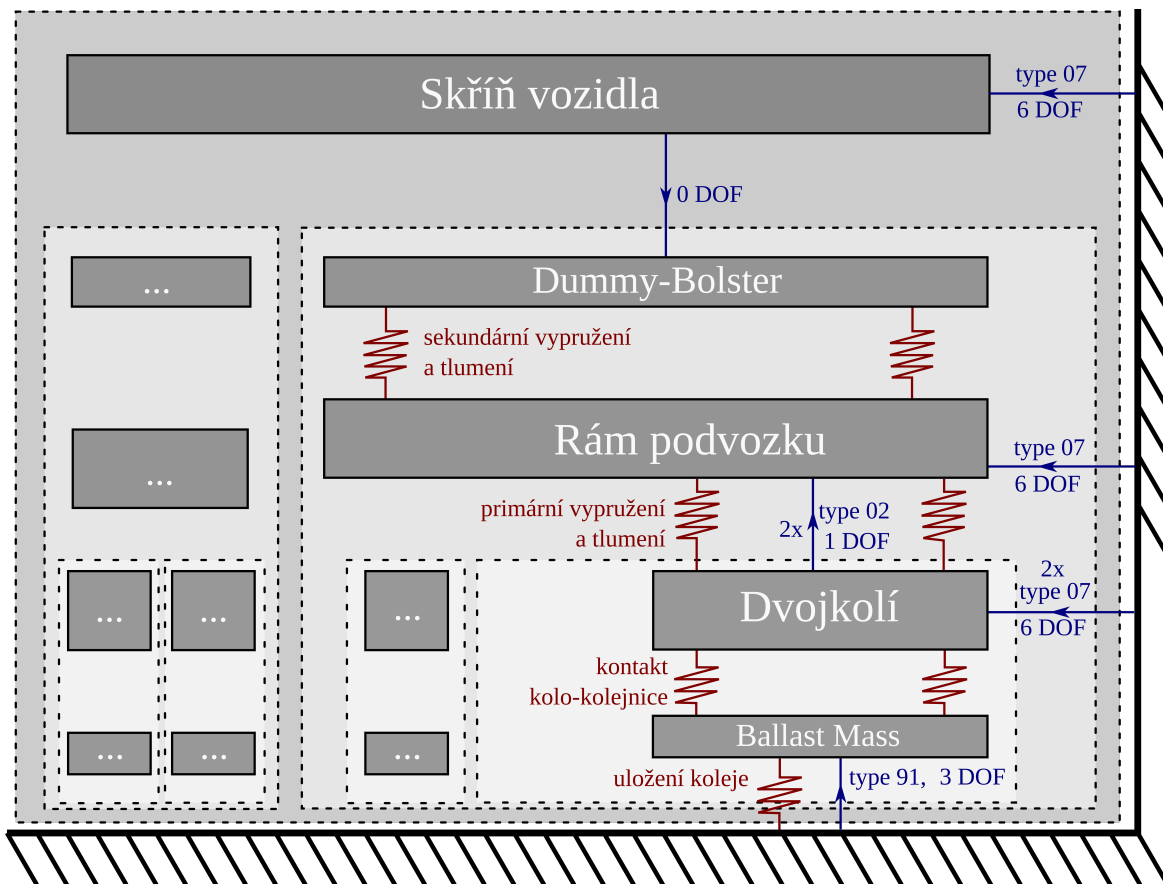 Skříň vozidla
type 07
6 DOF
0 DOF
...
Dummy-Bolster
sekundární vypružení
a tlumení
...
Rám podvozku
type 07
6 DOF
primární vypružení
a tlumení
2x
type 02
1 DOF
...
...
...
Dvojkolí
2x
type 07
6 DOF
kontakt
kolo-kolejnice
...
...
...
Ballast Mass
uložení koleje
type 91,  3 DOF